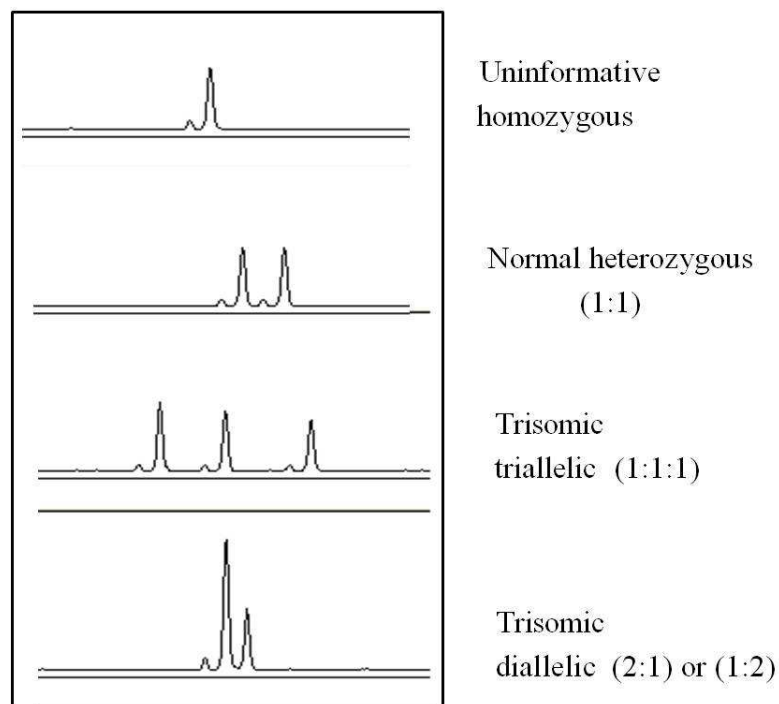 Uninformative
homozygous
Normal heterozygous
(1:1)
Trisomic
triallelic (1:1:1)
Trisomic
diallelic (2:1) or (1:2)